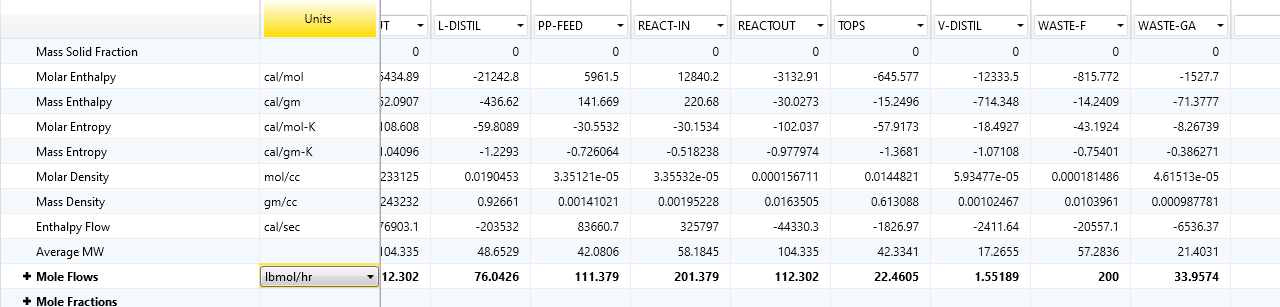 Units UT L-DISTIL PP-FEED REACT-IN REACTOUT TOPS V-DISTIL WASTE-F WASTE-GA
Mass Solid Fraction 0 0 0 0 0 0 0 0
Molar Enthalpy cal/mol 5434.89 -21242.8 5961.5 12840.2 -3132.91 -645.577 -12333.5 -815.772 -1527.7
Mass Enthalpy cal/gm 52.0907 -436.62 141.669 220.68 -30.0273 -15.2496 -714.348 -14.2409 -71.3777
Molar Entropy cal/mol-K 108.608 -59.8089 -30.5532 -30.1534 -102.037 -57.9173 -18.4927 -43.1924 -8.26739
Mass Entropy cal/gm-K 1.04096 -1.2293 -0.726064 -0.518238 -0.977974 -1.3681 -1.07108 -0.75401 -0.386271
Molar Density mol/cc 233125 0.0190453 3.35121e-05 3.35532e-05 0.000156711 0.0144821 5.93477e-05 0.000181486 4.61513e-05
Mass Density gm/cc 243232 0.92661 0.00141021 0.00195228 0.0163505 0.613088 0.00102467 0.0103961 0.000987781
Enthalpy Flow cal/sec 76903.1 -203532 83660.7 325797 -44330.3 -1826.97 -2411.64 -20557.1 -6536.37
Average MW 104.335 48.6529 42.0806 58.1845 104.335 42.3341 17.2655 57.2836 21.4031
+ Mole Flows lbmol/hr 12.302 76.0426 111.379 201.379 112.302 22.4605 1.55189 200 33.9574
+ Mole Fractions